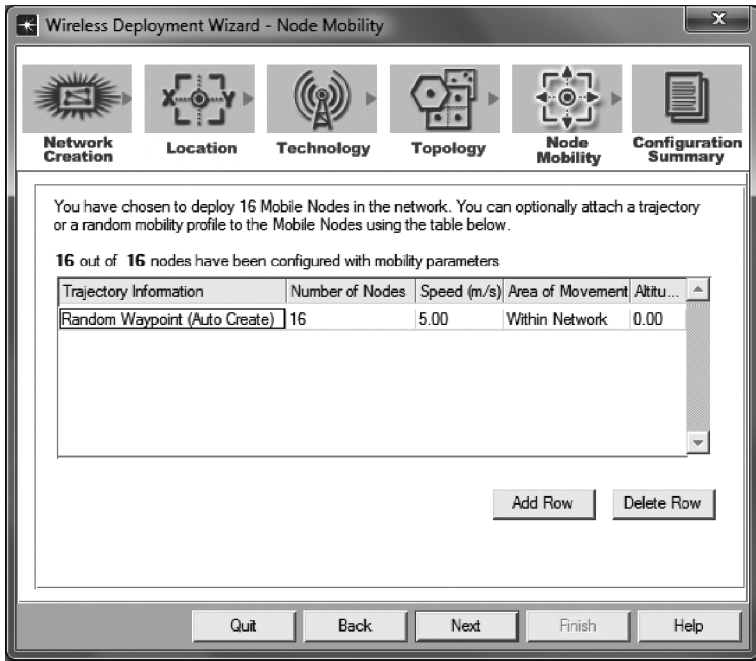 Wireless Deployment Wizard - Node Mobility
Network Creation
Location
Technology
Topology
Node Mobility
Configuration Summary
You have chosen to deploy 16 Mobile Nodes in the network. You can optionally attach a trajectory
or a random mobility profile to the Mobile Nodes using the table below.
16 out of 16 nodes have been configured with mobility parameters
Trajectory Information Number of Nodes Speed (m/s) Area of Movement Altitu...
Random Waypoint (Auto Create) 16 5.00 Within Network 0.00
Add Row Delete Row
Quit Back Next Finish Help